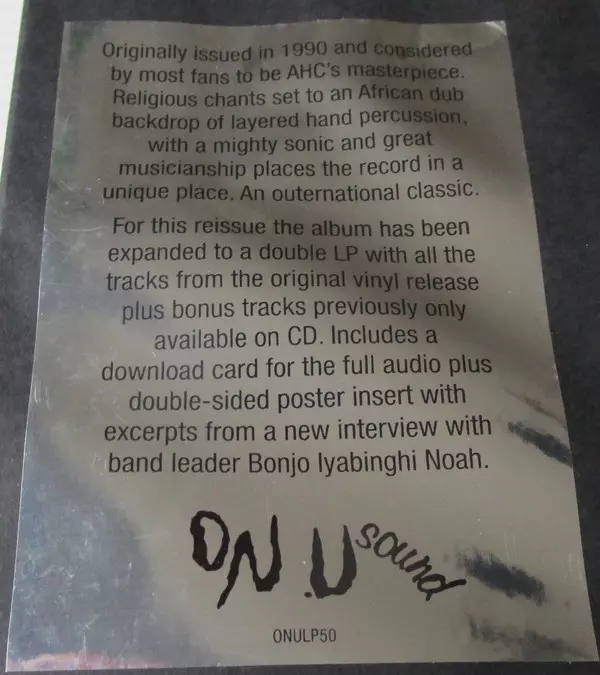 Originally issued in 1990 and considered
by most fans to be AHC's masterpiece.
Religious chants set to an African dub
backdrop of layered hand percussion,
with a mighty sonic and great
musicianship places the record in a
unique place. An outernational classic.
For this reissue the album has been
expanded to a double LP with all the
tracks from the original vinyl release
plus bonus tracks previously only
available on CD. Includes a
download card for the full audio plus
double-sided poster insert with
excerpts from a new interview with
band leader Bonjo Iyabinghi Noah.
ON.U sound
ONULP50